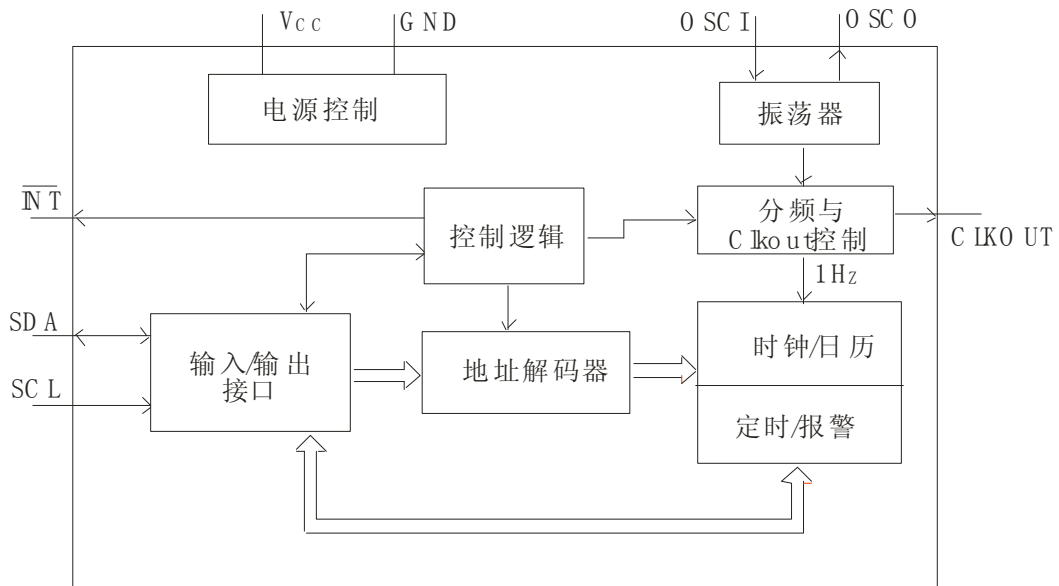 Vcc
GND
OSCI
OSCO
电源控制
振荡器
INT
控制逻辑
分频与
Clkout控制
CLKOUT
1Hz
SDA
SCL
输入/输出
接口
地址解码器
时钟/日历
定时/报警